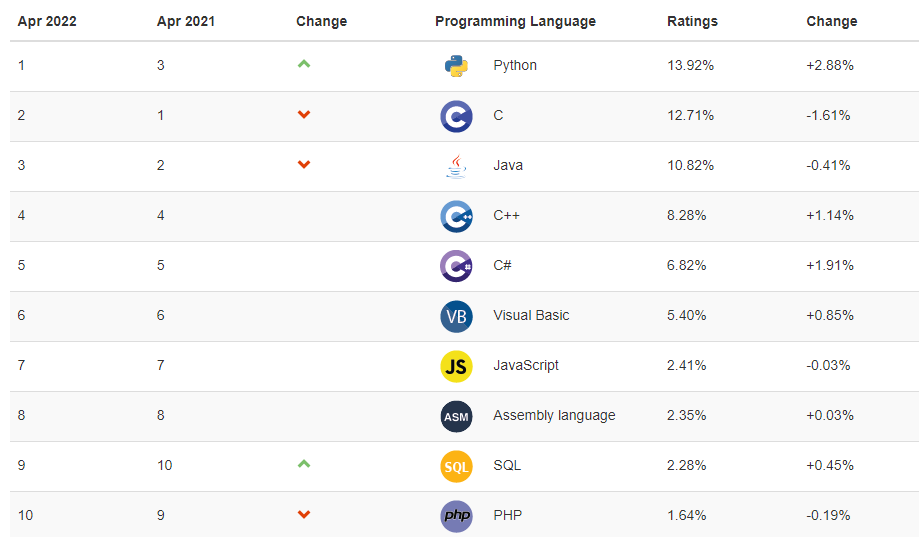 Apr 2022 Apr 2021 Change Programming Language Ratings Change
1 3 Python 13.92% +2.88%
2 1 C C 12.71% -1.61%
3 2 Java 10.82% -0.41%
4 4 C++ C++ 8.28% +1.14%
5 5 C# C# 6.82% +1.91%
6 6 VB Visual Basic 5.40% +0.85%
7 7 JS JavaScript 2.41% -0.03%
8 8 ASM Assembly language 2.35% +0.03%
9 10 SQL SQL 2.28% +0.45%
10 9 php PHP 1.64% -0.19%